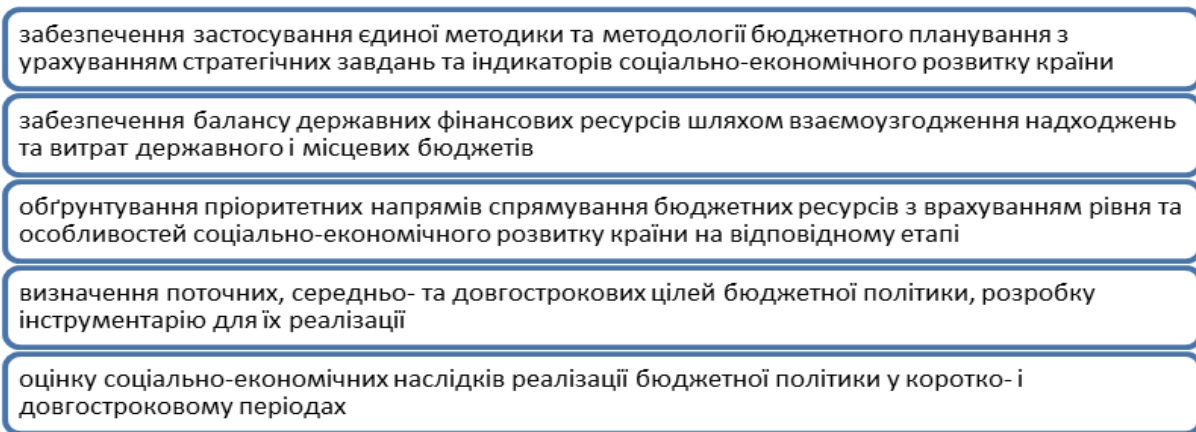 забезпечення застосування єдиної методики та методології бюджетного планування з
урахуванням стратегічних завдань та індикаторів соціально-економічного розвитку країни
забезпечення балансу державних фінансових ресурсів шляхом взаємоузгодження надходжень
та витрат державного і місцевих бюджетів
обґрунтування пріоритетних напрямів спрямування бюджетних ресурсів з врахуванням рівня та
особливостей соціально-економічного розвитку країни на відповідному етапі
визначення поточних, середньо- та довгострокових цілей бюджетної політики, розробку
інструментарію для їх реалізації
оцінку соціально-економічних наслідків реалізації бюджетної політики у коротко- і
довгостроковому періодах